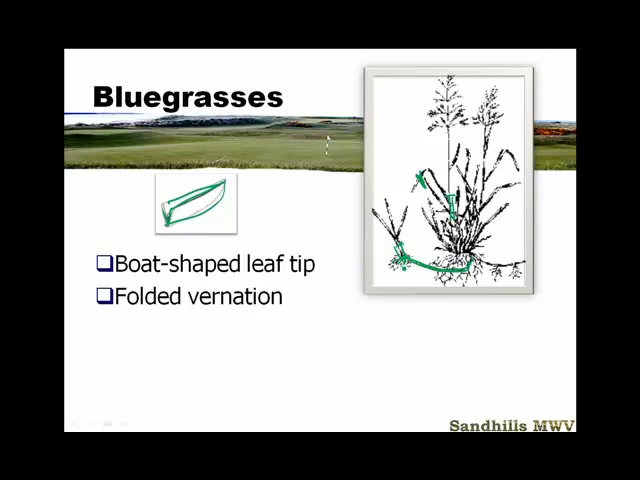 Bluegrasses
Boat-shaped leaf tip
Folded vernation
Sandhills MWV